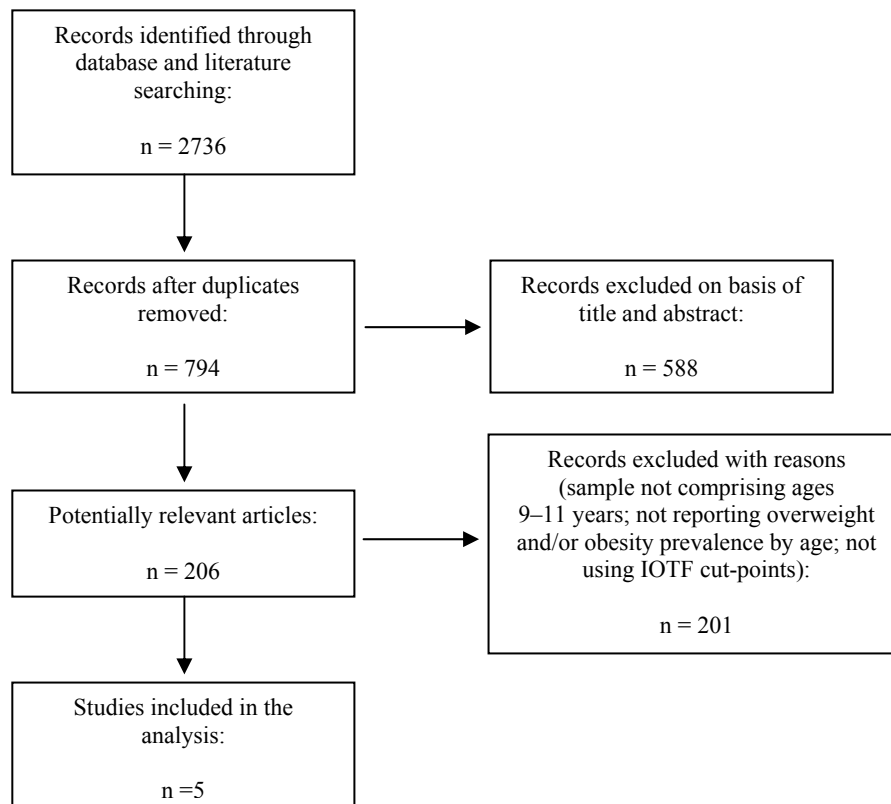 Records identified through
database and literature
searching:
n = 2736
Records after duplicates
removed:
n = 794
Records excluded on basis of
title and abstract:
n = 588
Potentially relevant articles:
n = 206
Records excluded with reasons
(sample not comprising ages
9–11 years; not reporting overweight
and/or obesity prevalence by age; not
using IOTF cut-points):
n = 201
Studies included in the
analysis:
n =5